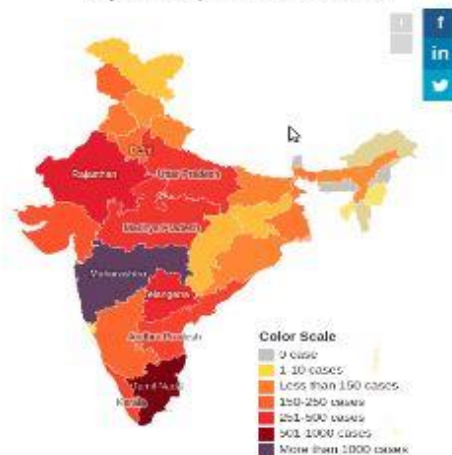 f
in
Rajasthan
Uttar Pradesh
Madhya Pradesh
Maharashtra
Telangana
Andhra Pradesh
Tamil Nadu
Kerala
Color Scale
0 case
1-10 cases
Less than 150 cases
150-250 cases
251-500 cases
501-1000 cases
More than 1000 cases